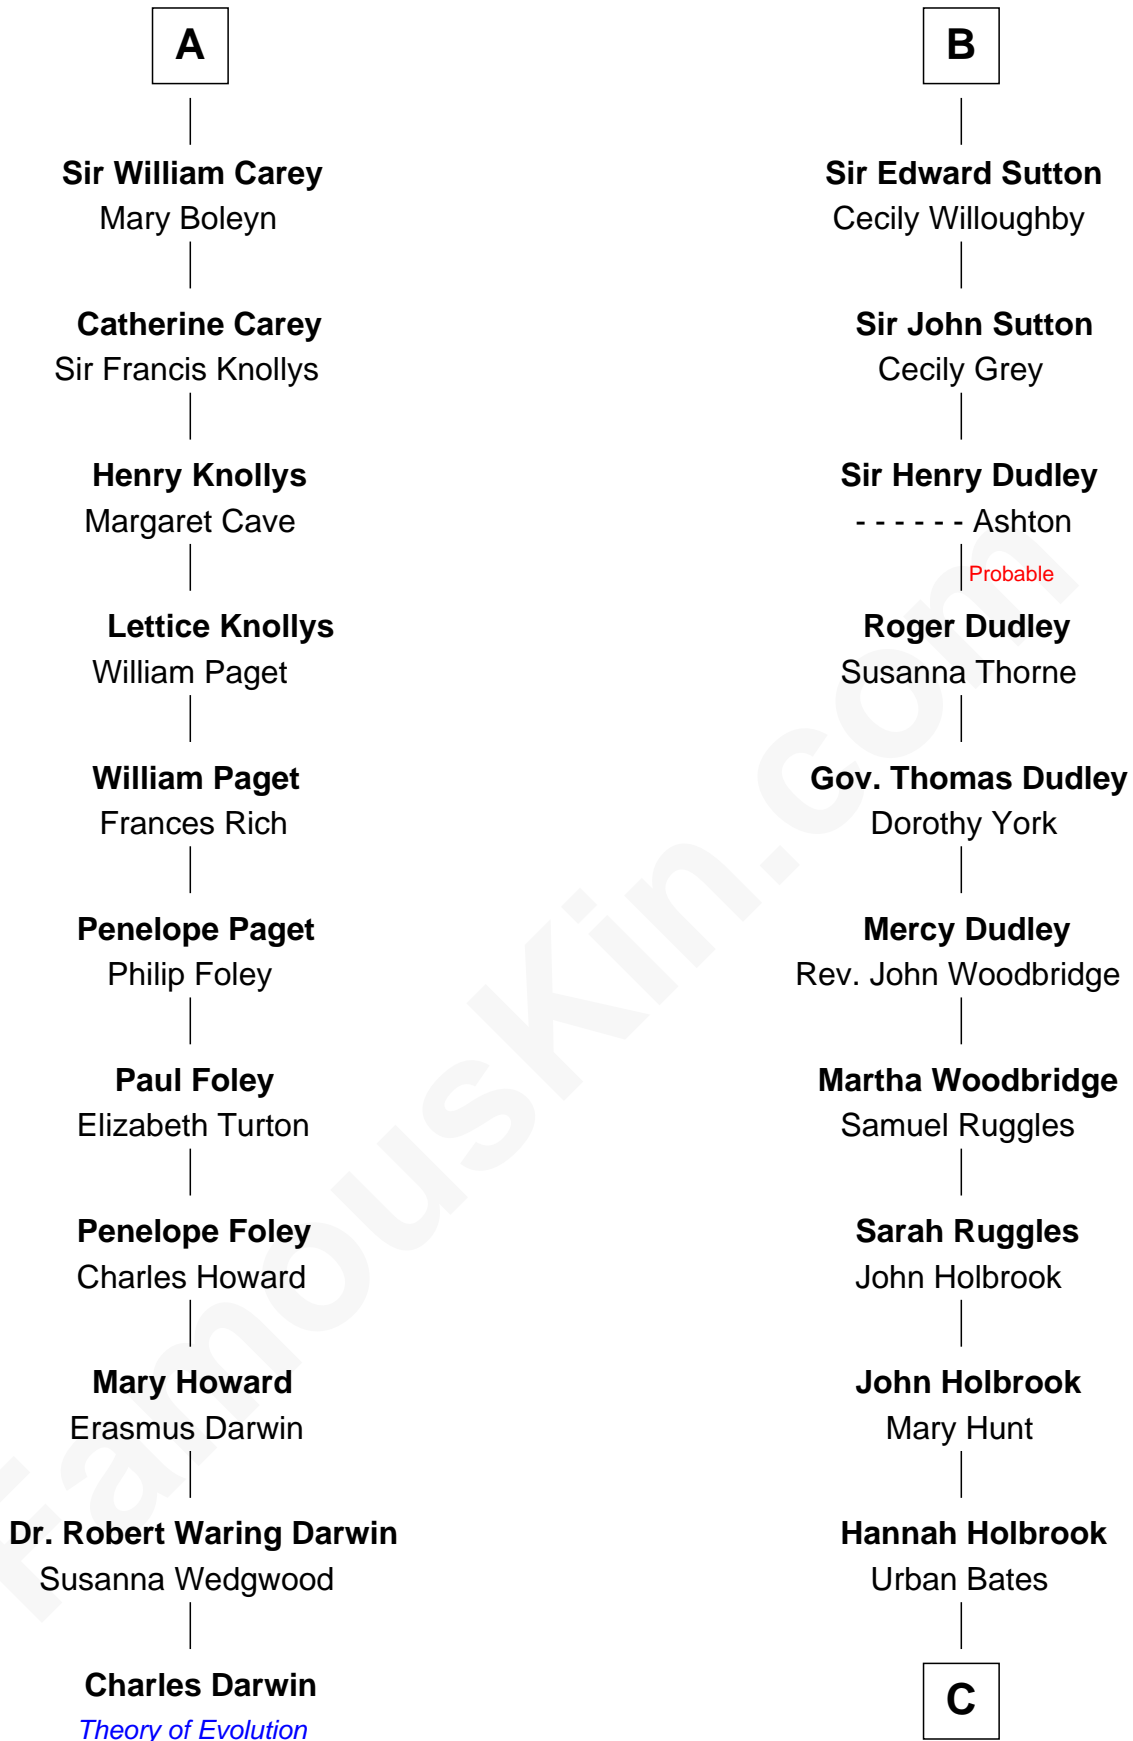 A
Sir William Carey
Mary Boleyn
Catherine Carey
Sir Francis Knollys
Henry Knollys
Margaret Cave
Lettice Knollys
William Paget
William Paget
Frances Rich
Penelope Paget
Philip Foley
Paul Foley
Elizabeth Turton
Penelope Foley
Charles Howard
Mary Howard
Erasmus Darwin
Dr. Robert Waring Darwin
Susanna Wedgwood
Charles Darwin
Theory of Evolution
B
Sir Edward Sutton
Cecily Willoughby
Sir John Sutton
Cecily Grey
Sir Henry Dudley
- - - - - - Ashton
Probable
Roger Dudley
Susanna Thorne
Gov. Thomas Dudley
Dorothy York
Mercy Dudley
Rev. John Woodbridge
Martha Woodbridge
Samuel Ruggles
Sarah Ruggles
John Holbrook
John Holbrook
Mary Hunt
Hannah Holbrook
Urban Bates
C
FamousKin.com